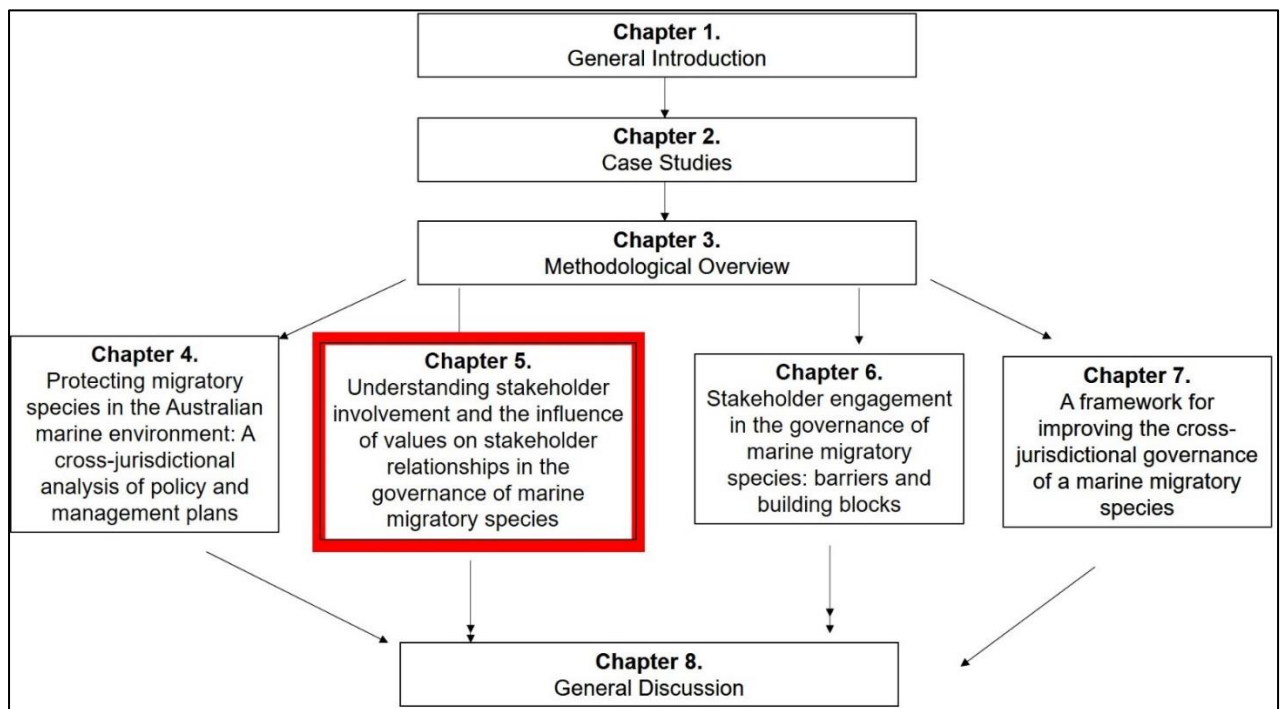 Chapter 1.
General Introduction
Chapter 2.
Case Studies
Chapter 3.
Methodological Overview
Chapter 4.
Protecting migratory
species in the Australian
marine environment: A
cross-jurisdictional
analysis of policy and
management plans
Chapter 5.
Understanding stakeholder
involvement and the influence
of values on stakeholder
relationships in the
governance of marine
migratory species
Chapter 6.
Stakeholder engagement
in the governance of
marine migratory
species: barriers and
building blocks
Chapter 7.
A framework for
improving the cross-
jurisdictional governance
of a marine migratory
species
Chapter 8.
General Discussion